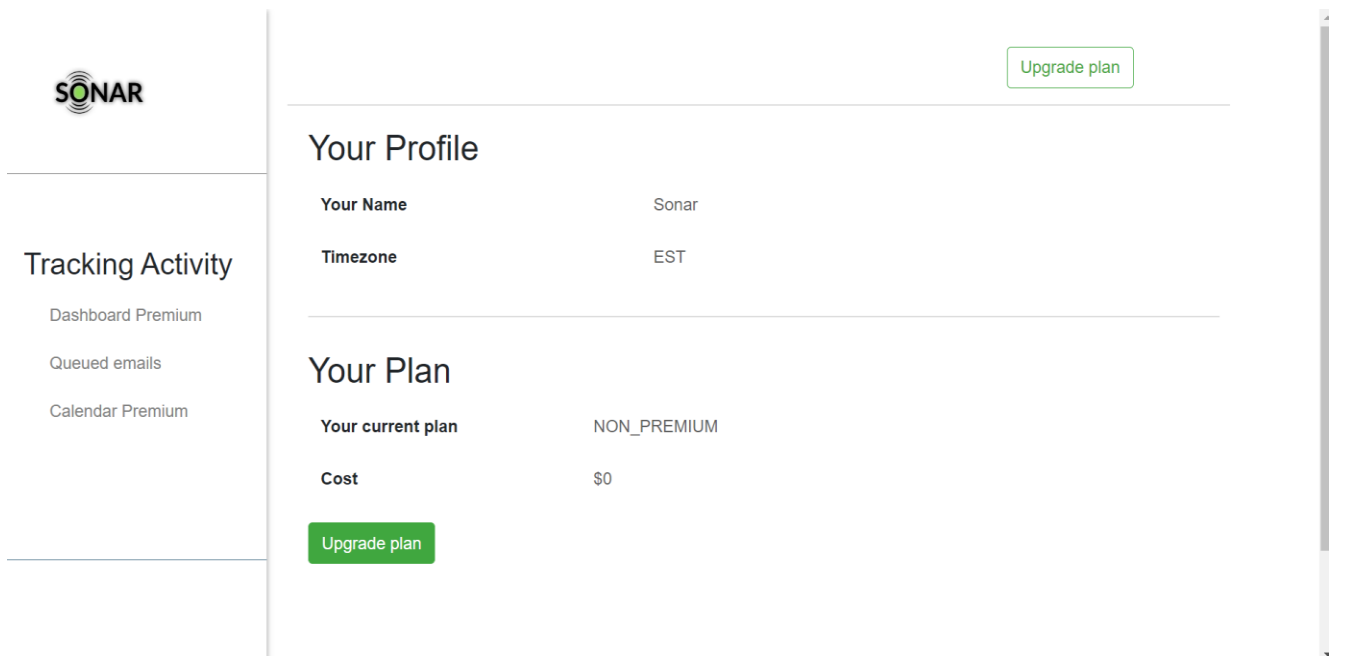 SONAR
Tracking Activity
Dashboard Premium
Queued emails
Calendar Premium
Upgrade plan
Your Profile
Your Name Sonar
Timezone EST
Your Plan
Your current plan NON_PREMIUM
Cost $0
Upgrade plan